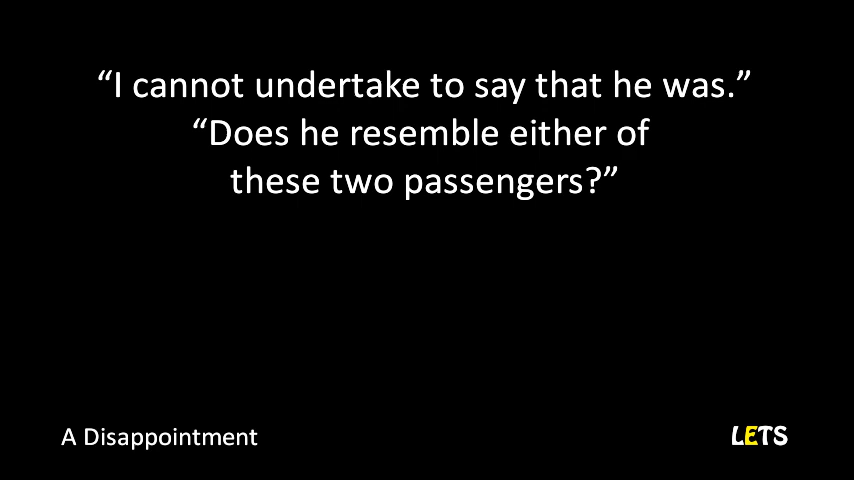 “I cannot undertake to say that he was.”
“Does he resemble either of
these two passengers?”
A Disappointment
LETS